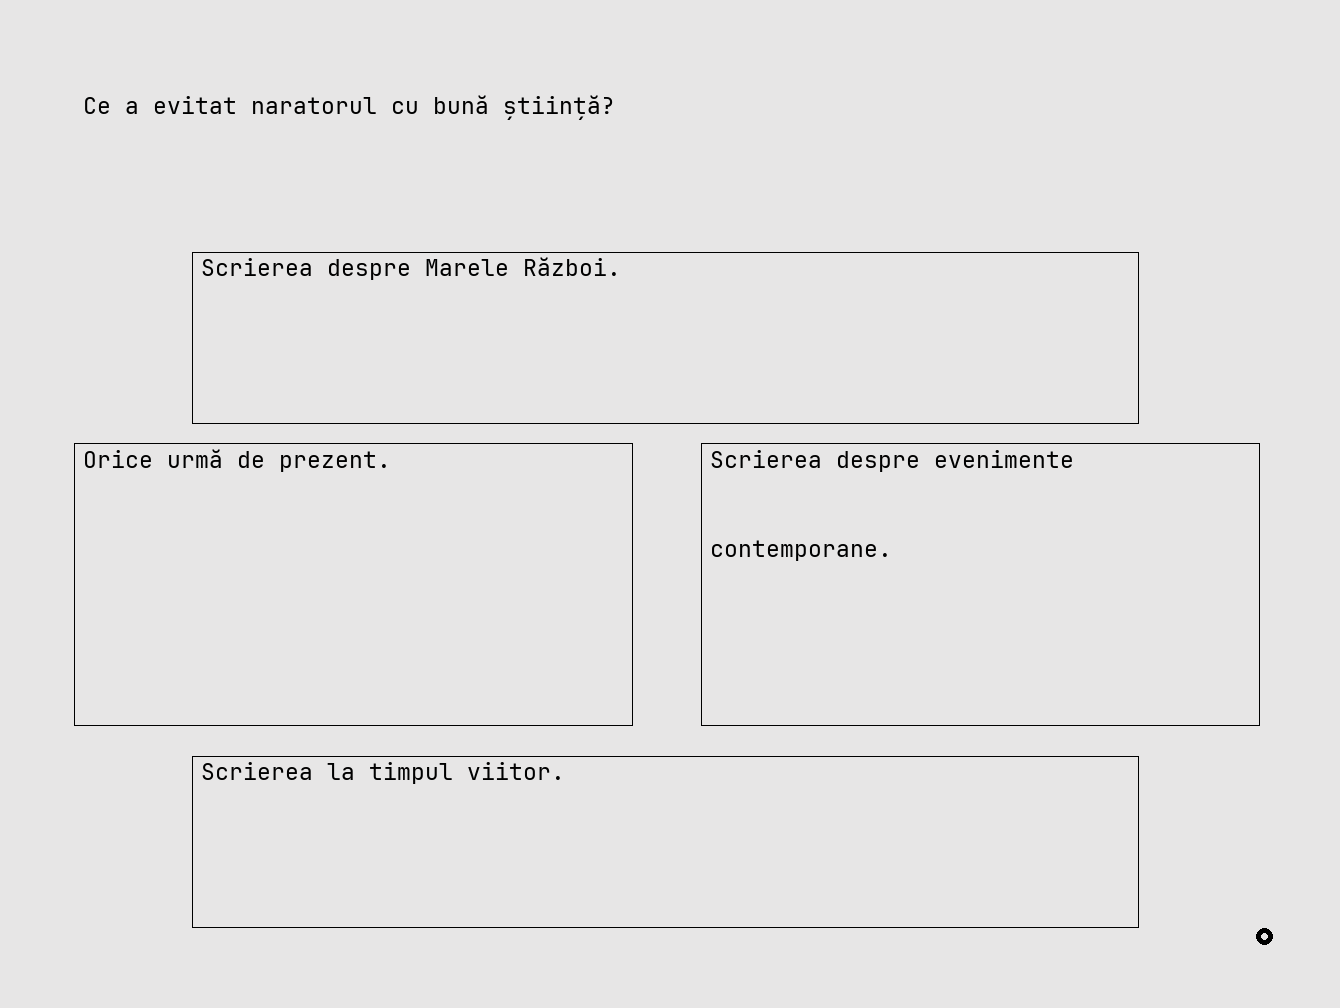 Ce a evitat naratorul cu bună știință?
Scrierea despre Marele Război.
Orice urmă de prezent.
Scrierea despre evenimente
contemporane.
Scrierea la timpul viitor.